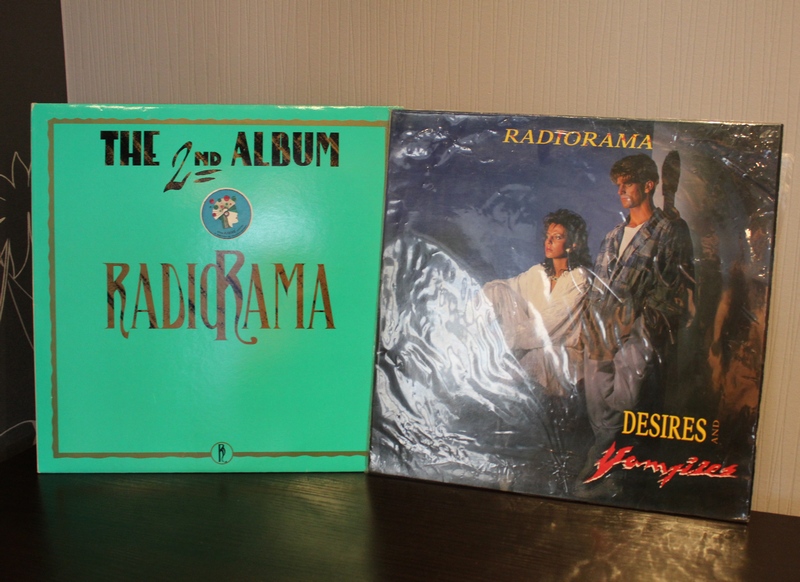 THE 2ND ALBUM
RADIORAMA
RADIORAMA
DESIRES AND
Vampires